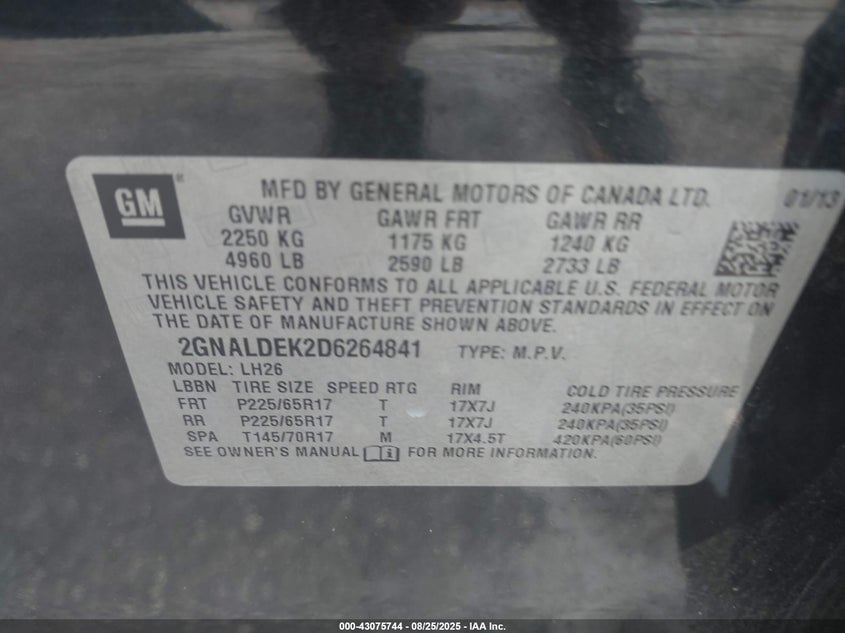 GM®
MFD BY GENERAL MOTORS OF CANADA LTD. 01/13
GVWR GAWR FRT GAWR RR
2250 KG 1175 KG 1240 KG
4960 LB 2590 LB 2733 LB
THIS VEHICLE CONFORMS TO ALL APPLICABLE U.S. FEDERAL MOTOR
VEHICLE SAFETY AND THEFT PREVENTION STANDARDS IN EFFECT ON
THE DATE OF MANUFACTURE SHOWN ABOVE.
2GNALDEK2D6264841 TYPE: M.P.V.
MODEL: LH26
LBBN TIRE SIZE SPEED RTG RIM COLD TIRE PRESSURE
FRT P225/65R17 T 17X7J 240KPA(35PSI)
RR P225/65R17 T 17X7J 240KPA(35PSI)
SPA T145/70R17 M 17X4.5T 420KPA(60PSI)
SEE OWNER'S MANUAL i FOR MORE INFORMATION.
000-43075744 - 08/25/2025 - IAA Inc.